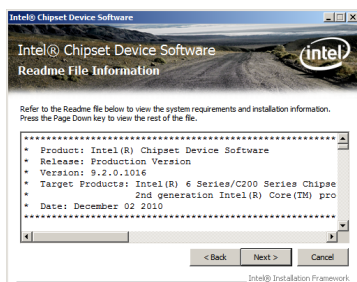 Intel® Chipset Device Software
Intel® Chipset Device Software
Readme File Information
intel
Refer to the Readme file below to view the system requirements and installation information.
Press the Page Down key to view the rest of the file.
************************************************
* Product: Intel(R) Chipset Device Software
* Release: Production Version
* Version: 9.2.0.1016
* Target Products: Intel(R) 6 Series/C200 Series Chipse
* 2nd generation Intel(R) Core(TM) pro
* Date: December 02 2010
************************************************
< Back Next > Cancel
Intel® Installation Framework